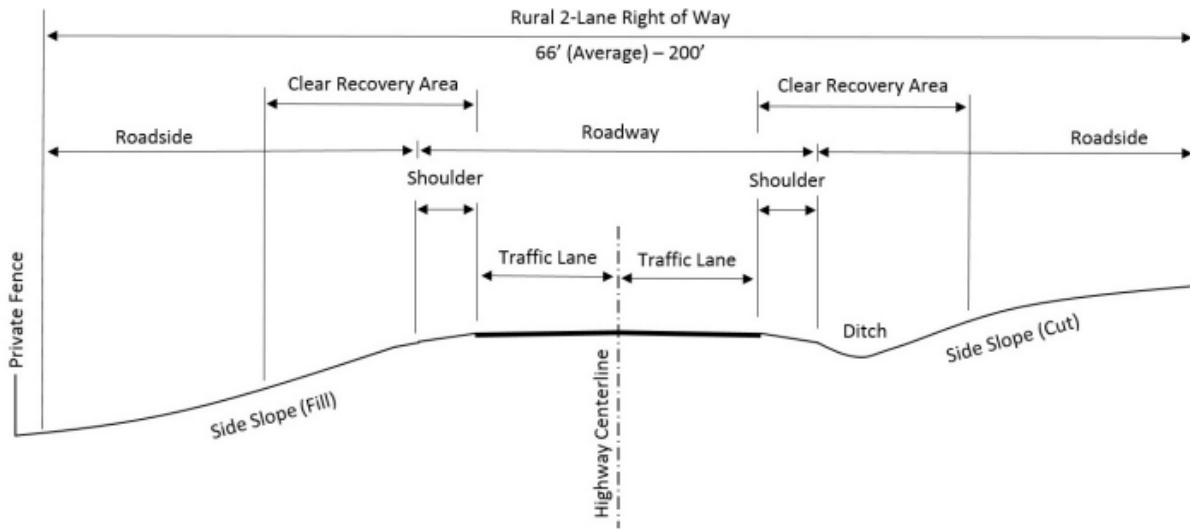 Rural 2-Lane Right of Way
66’ (Average) – 200’
Clear Recovery Area
Clear Recovery Area
Roadside
Roadway
Roadside
Shoulder
Shoulder
Traffic Lane
Traffic Lane
Private Fence
Ditch
Side Slope (Cut)
Side Slope (Fill)
Highway Centerline